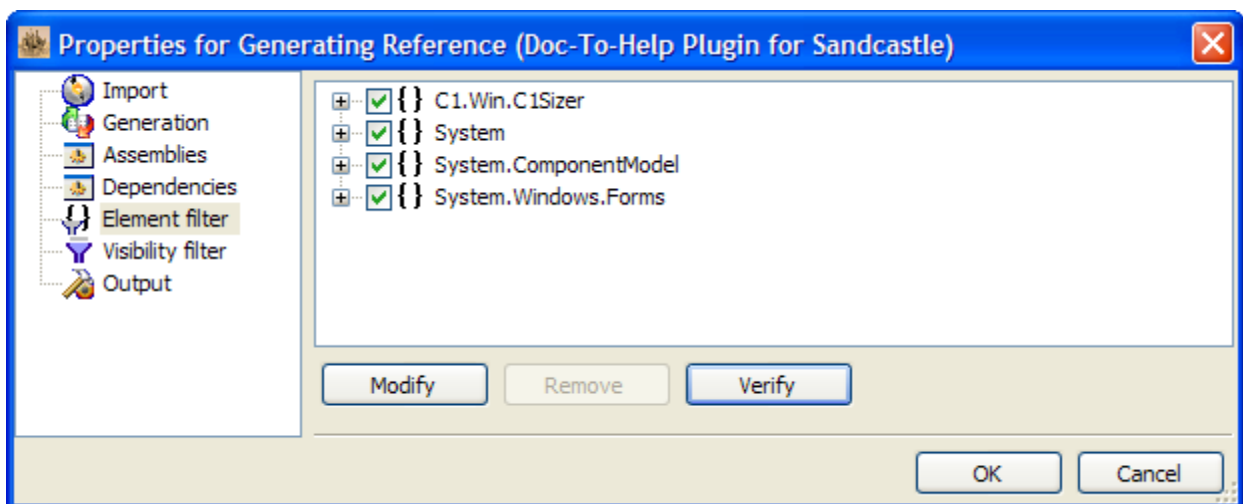 Properties for Generating Reference (Doc-To-Help Plugin for Sandcastle)
Import
Generation
Assemblies
Dependencies
Element filter
Visibility filter
Output
{} C1.Win.C1Sizer
{} System
{} System.ComponentModel
{} System.Windows.Forms
Modify
Remove
Verify
OK
Cancel